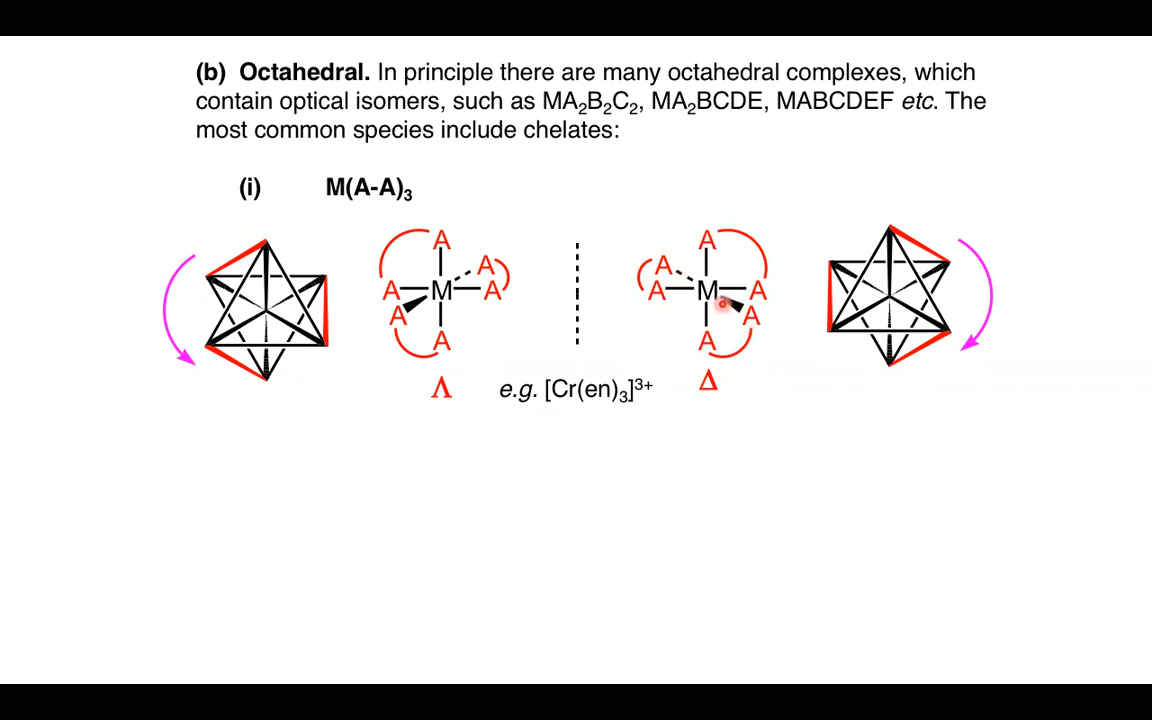 (b) Octahedral. In principle there are many octahedral complexes, which
contain optical isomers, such as MA₂B₂C₂, MA₂BCDE, MABCDEF etc. The
most common species include chelates:
(i) M(A-A)₃
A A
A A
A M A A M A
A A
A A
Λ e.g. [Cr(en)₃]³⁺ Δ